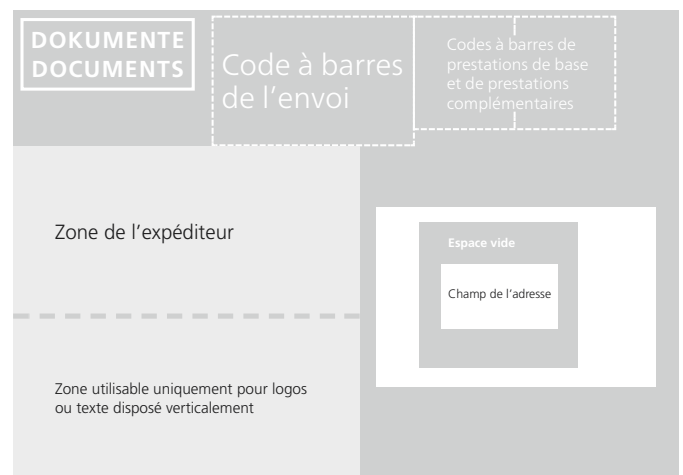 DOKUMENTE
DOCUMENTS
Code à barres
de l’envoi
Codes à barres de
prestations de base
et de prestations
complémentaires
Zone de l’expéditeur
Espace vide
Champ de l’adresse
Zone utilisable uniquement pour logos
ou texte disposé verticalement